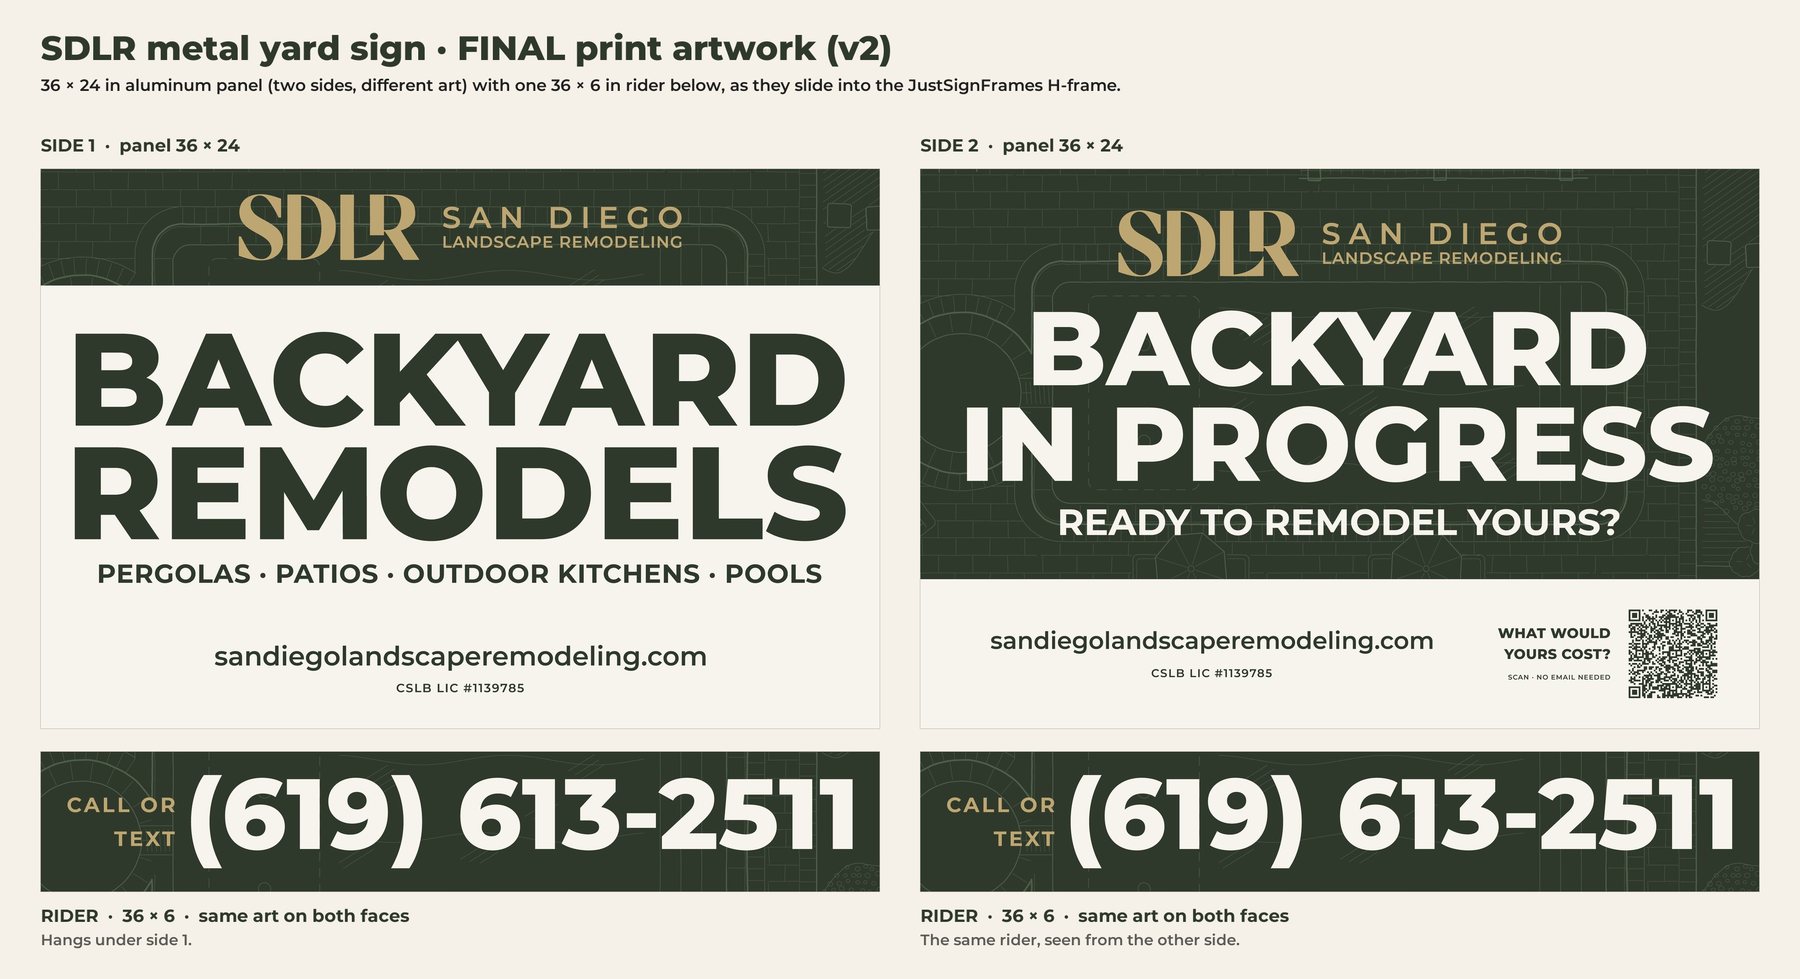 SDLR metal yard sign · FINAL print artwork (v2)
36 × 24 in aluminum panel (two sides, different art) with one 36 × 6 in rider below, as they slide into the JustSignFrames H-frame.
SIDE 1 · panel 36 × 24
SDLR SAN DIEGO
LANDSCAPE REMODELING
BACKYARD
REMODELS
PERGOLAS · PATIOS · OUTDOOR KITCHENS · POOLS
sandiegolandscaperemodeling.com
CSLB LIC #1139785
CALL OR
TEXT
(619) 613-2511
RIDER · 36 × 6 · same art on both faces
Hangs under side 1.
SIDE 2 · panel 36 × 24
SDLR SAN DIEGO
LANDSCAPE REMODELING
BACKYARD
IN PROGRESS
READY TO REMODEL YOURS?
sandiegolandscaperemodeling.com
CSLB LIC #1139785
WHAT WOULD
YOURS COST?
SCAN · NO EMAIL NEEDED
CALL OR
TEXT
(619) 613-2511
RIDER · 36 × 6 · same art on both faces
The same rider, seen from the other side.